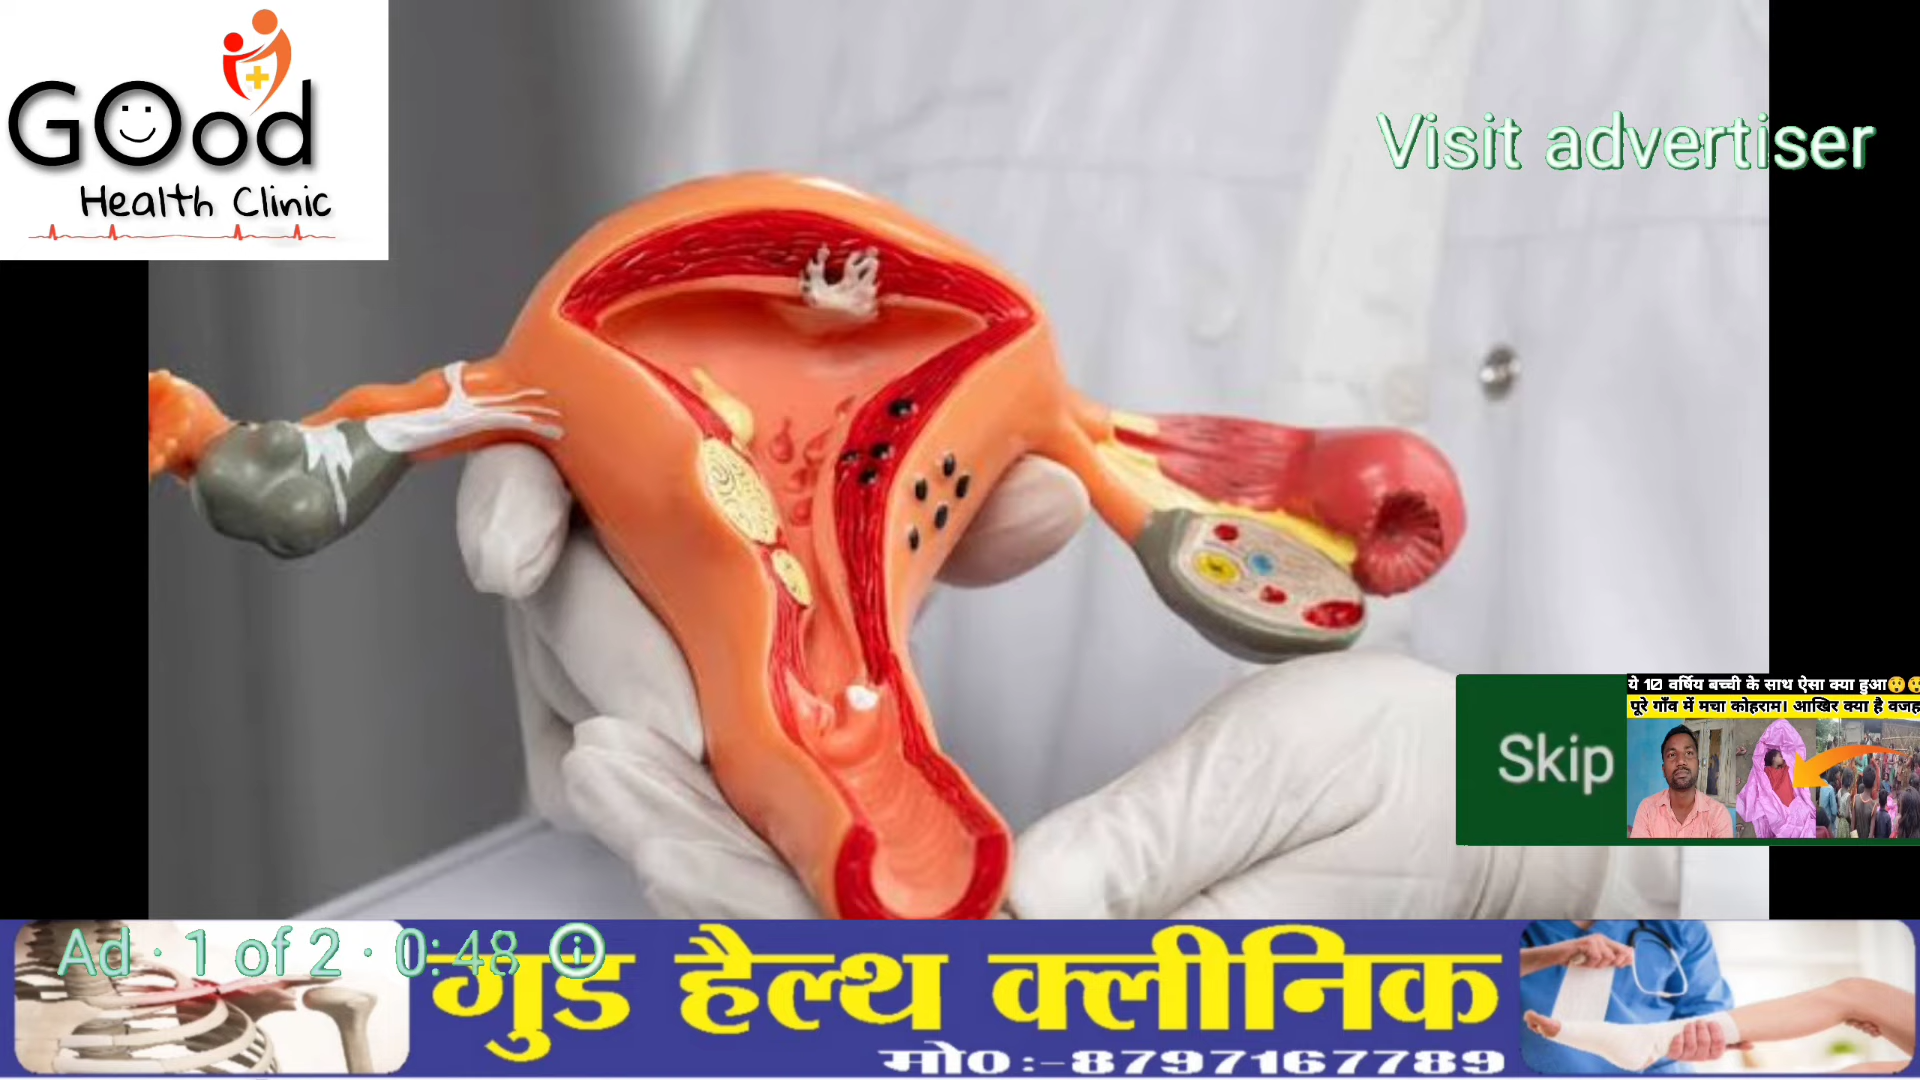 GOod
Health Clinic
Visit advertiser
ये 12 वर्षिय बच्ची के साथ ऐसा क्या हुआ😲😲
पूरे गाँव में मचा कोहराम। आखिर क्या है वजह
Skip
Ad · 1 of 2 · 0:48
गुड हैल्थ क्लीनिक
मो०:-8797167789